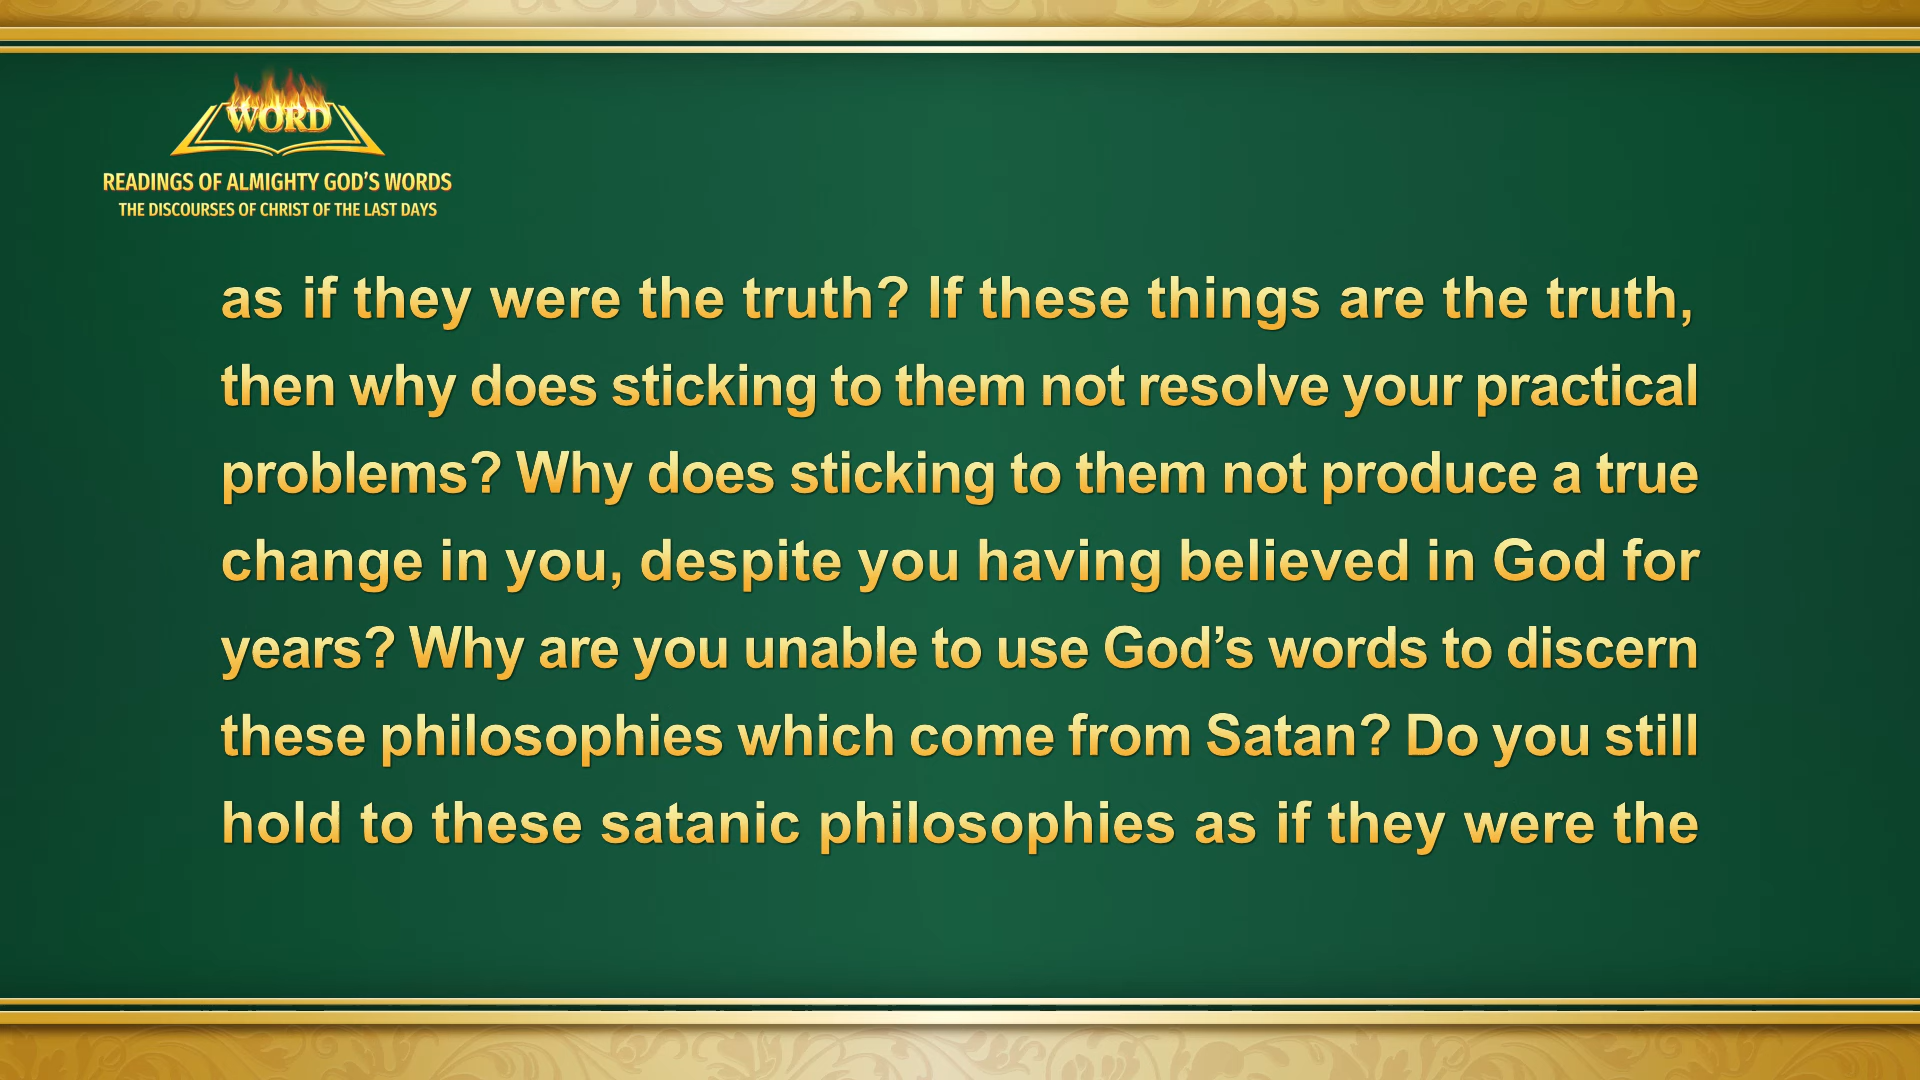 WORD
READINGS OF ALMIGHTY GOD’S WORDS
THE DISCOURSES OF CHRIST OF THE LAST DAYS
as if they were the truth? If these things are the truth,
then why does sticking to them not resolve your practical
problems? Why does sticking to them not produce a true
change in you, despite you having believed in God for
years? Why are you unable to use God’s words to discern
these philosophies which come from Satan? Do you still
hold to these satanic philosophies as if they were the